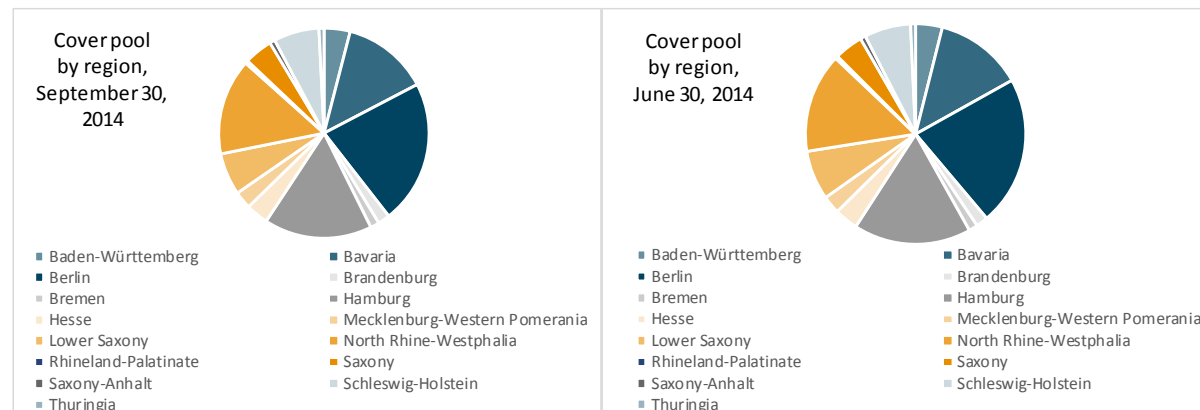 Cover pool
by region,
September 30,
2014
Baden-Württemberg
Bavaria
Berlin
Brandenburg
Bremen
Hamburg
Hesse
Mecklenburg-Western Pomerania
Lower Saxony
North Rhine-Westphalia
Rhineland-Palatinate
Saxony
Saxony-Anhalt
Schleswig-Holstein
Thuringia
Cover pool
by region,
June 30, 2014
Baden-Württemberg
Bavaria
Berlin
Brandenburg
Bremen
Hamburg
Hesse
Mecklenburg-Western Pomerania
Lower Saxony
North Rhine-Westphalia
Rhineland-Palatinate
Saxony
Saxony-Anhalt
Schleswig-Holstein
Thuringia